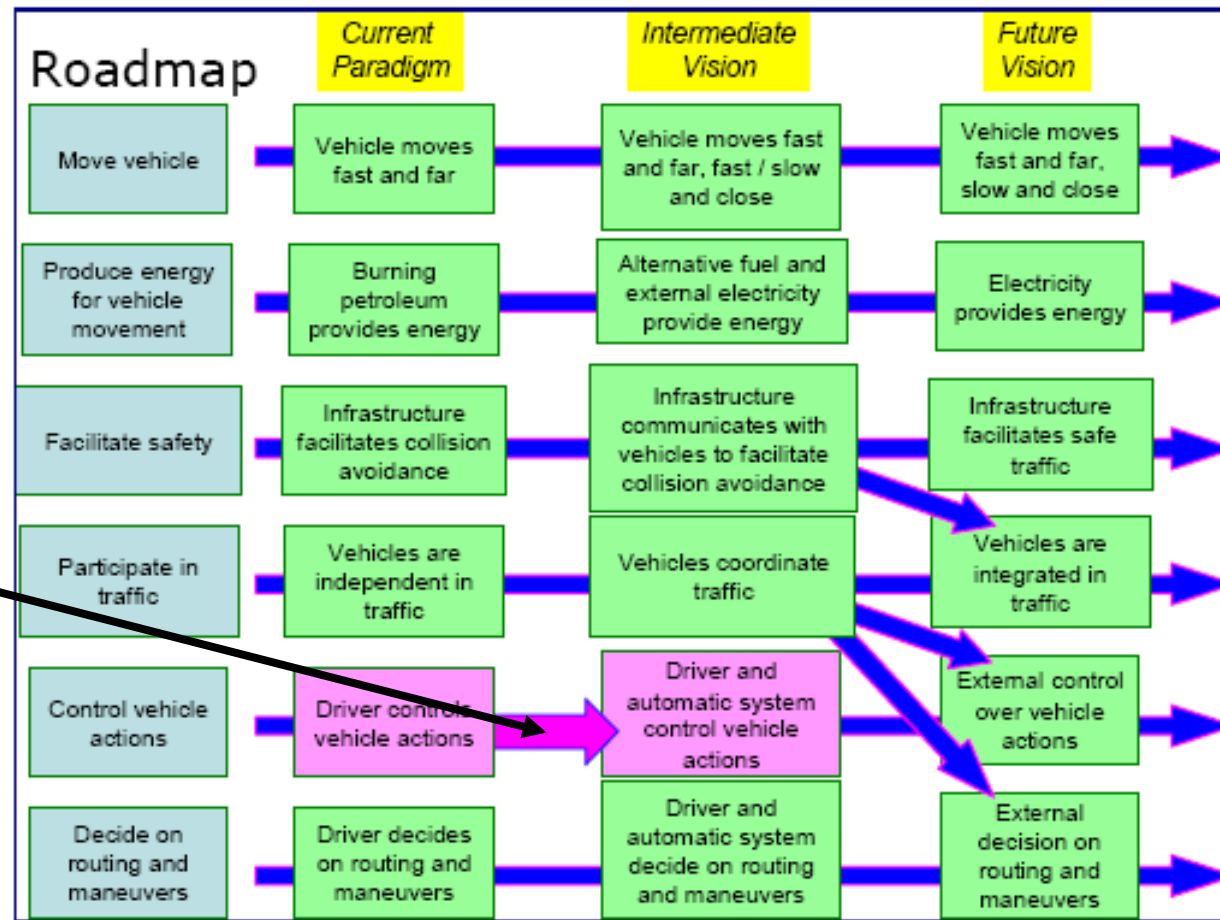 Roadmap
Current
Paradigm
Intermediate
Vision
Future
Vision
Move vehicle
Vehicle moves
fast and far
Vehicle moves fast
and far, fast / slow
and close
Vehicle moves
fast and far,
slow and close
Produce energy
for vehicle
movement
Burning
petroleum
provides energy
Alternative fuel and
external electricity
provide energy
Electricity
provides energy
Facilitate safety
Infrastructure
facilitates collision
avoidance
Infrastructure
communicates with
vehicles to facilitate
collision avoidance
Infrastructure
facilitates safe
traffic
Participate in
traffic
Vehicles are
independent in
traffic
Vehicles coordinate
traffic
Vehicles are
integrated in
traffic
Control vehicle
actions
Driver controls
vehicle actions
Driver and
automatic system
control vehicle
actions
External control
over vehicle
actions
Decide on
routing and
maneuvers
Driver decides
on routing and
maneuvers
Driver and
automatic system
decide on routing
and maneuvers
External
decision on
routing and
maneuvers